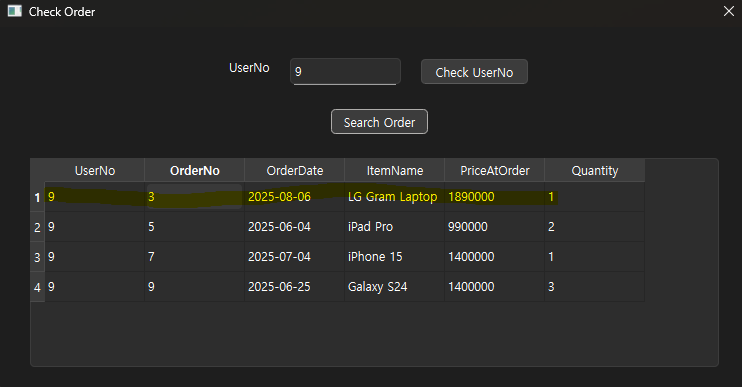 Check Order
UserNo 9 Check UserNo
Search Order
UserNo OrderNo OrderDate ItemName PriceAtOrder Quantity
1 9 3 2025-08-06 LG Gram Laptop 1890000 1
2 9 5 2025-06-04 iPad Pro 990000 2
3 9 7 2025-07-04 iPhone 15 1400000 1
4 9 9 2025-06-25 Galaxy S24 1400000 3